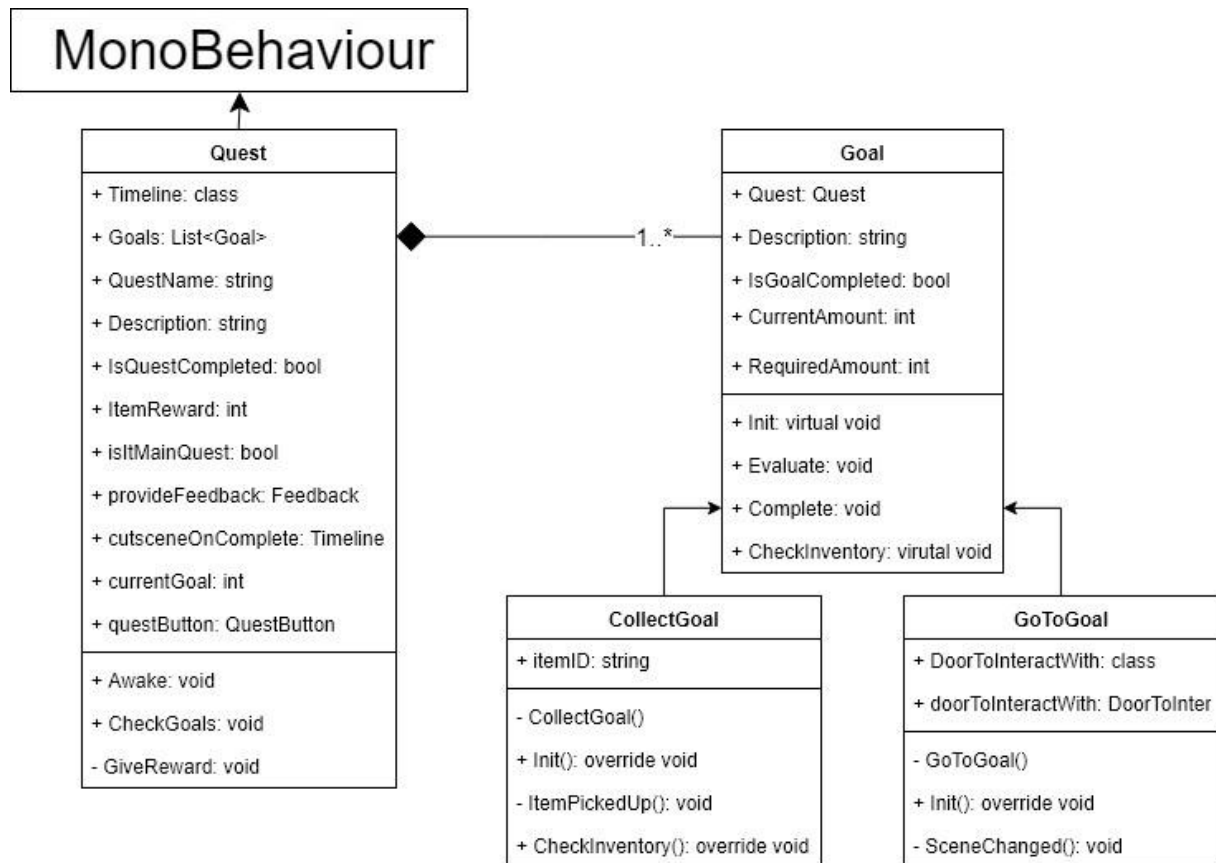 MonoBehaviour
Quest
+ Timeline: class
+ Goals: List<Goal>
+ QuestName: string
+ Description: string
+ IsQuestCompleted: bool
+ ItemReward: int
+ isItMainQuest: bool
+ provideFeedback: Feedback
+ cutsceneOnComplete: Timeline
+ currentGoal: int
+ questButton: QuestButton
+ Awake: void
+ CheckGoals: void
- GiveReward: void
1..*
Goal
+ Quest: Quest
+ Description: string
+ IsGoalCompleted: bool
+ CurrentAmount: int
+ RequiredAmount: int
+ Init: virtual void
+ Evaluate: void
+ Complete: void
+ CheckInventory: virutal void
CollectGoal
+ itemID: string
- CollectGoal()
+ Init(): override void
- ItemPickedUp(): void
+ CheckInventory(): override void
GoToGoal
+ DoorToInteractWith: class
+ doorToInteractWith: DoorToInter
- GoToGoal()
+ Init(): override void
- SceneChanged(): void